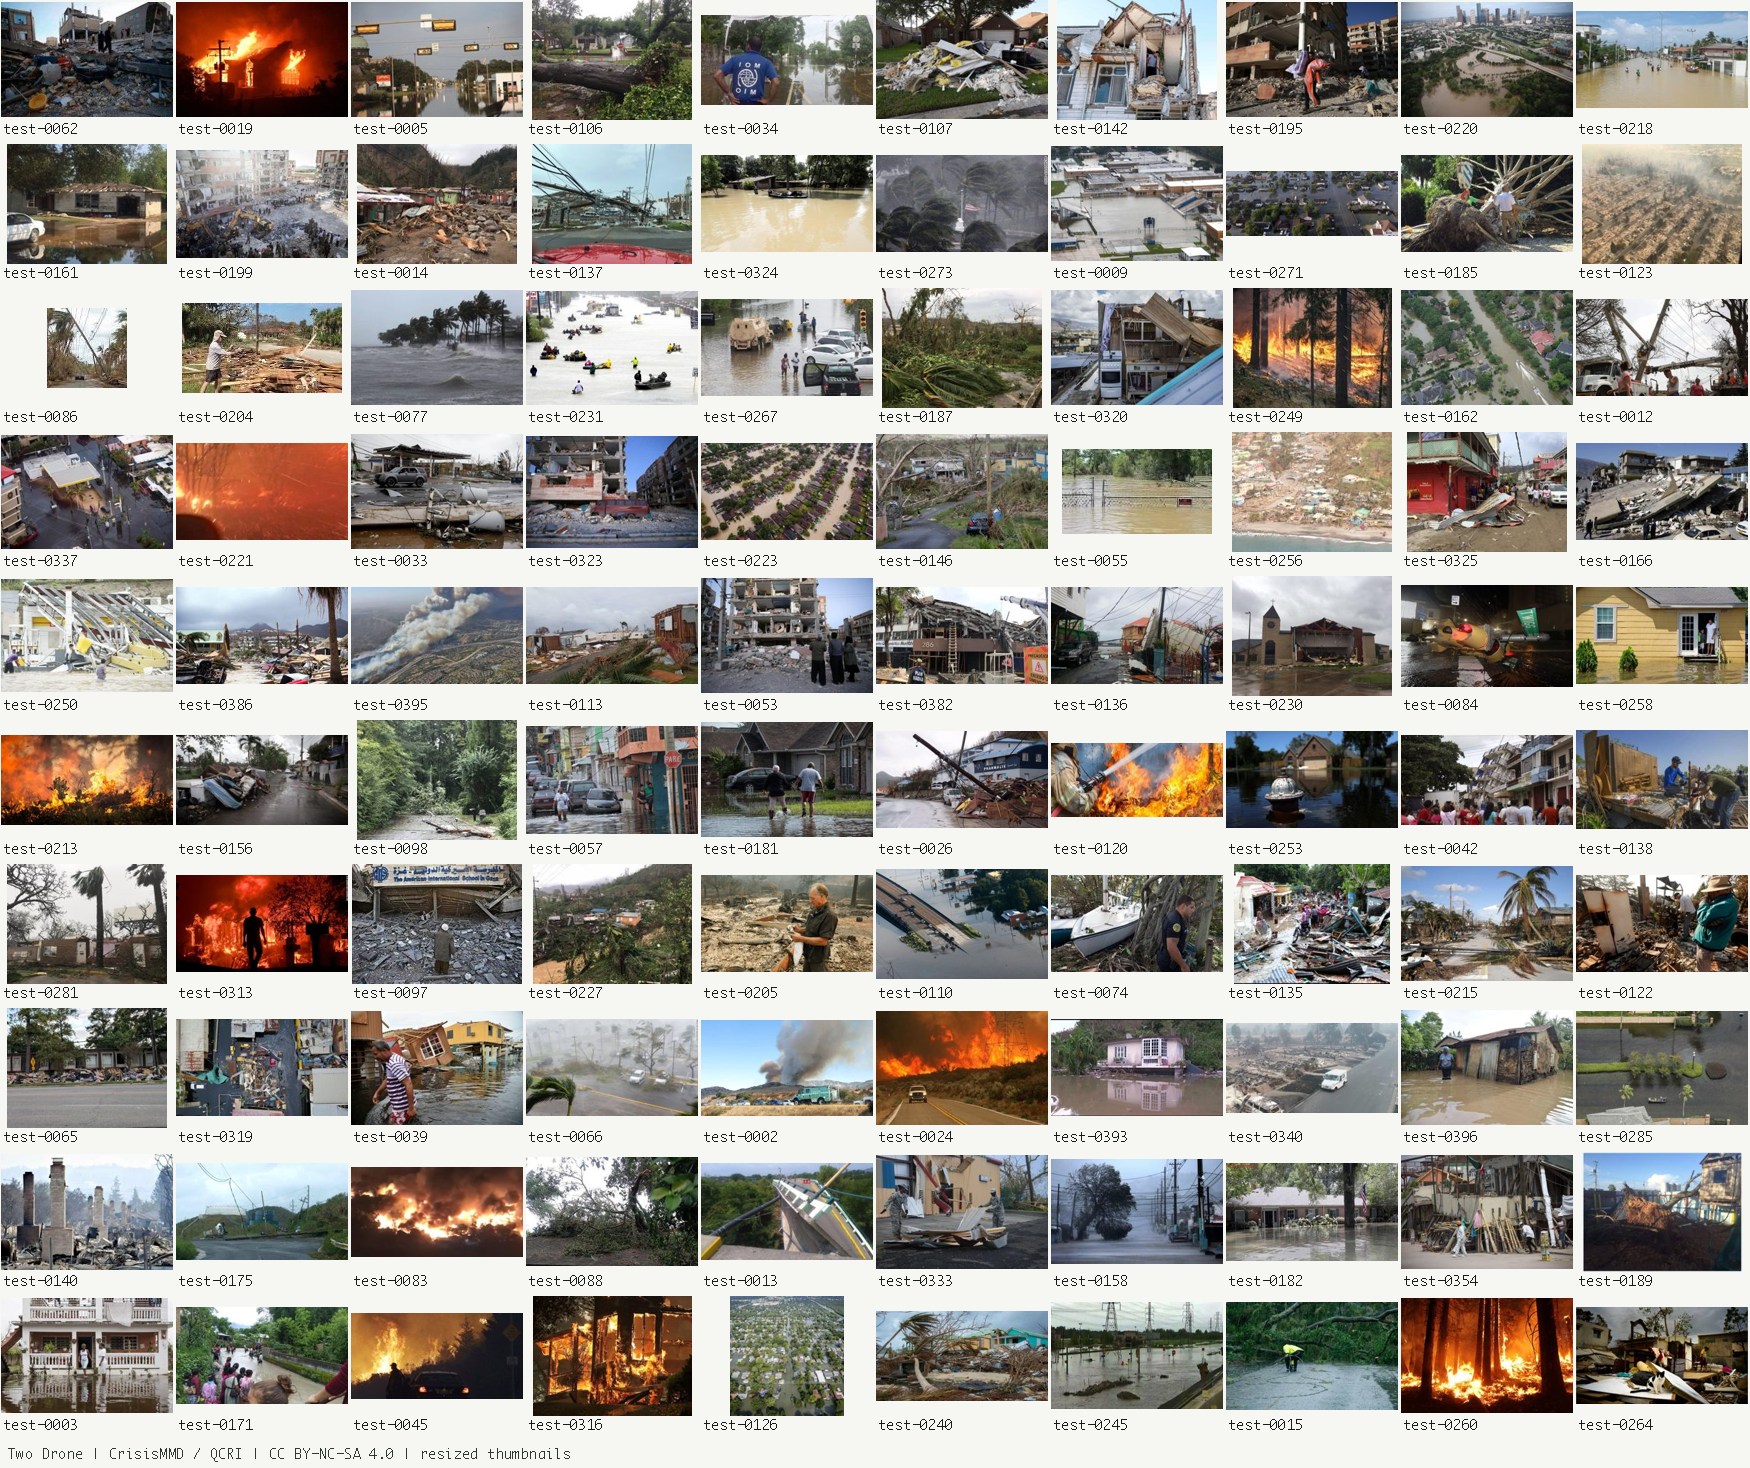 IOM
OIM
test-0062 test-0019 test-0005 test-0106 test-0034 test-0107 test-0142 test-0195 test-0220 test-0218
test-0161 test-0199 test-0014 test-0137 test-0324 test-0273 test-0009 test-0271 test-0185 test-0123
test-0086 test-0204 test-0077 test-0231 test-0267 test-0187 test-0320 test-0249 test-0162 test-0012
test-0337 test-0221 test-0033 test-0323 test-0223 test-0146 test-0055 test-0256 test-0325 test-0166
test-0250 test-0386 test-0395 test-0113 test-0053 test-0382 test-0136 test-0230 test-0084 test-0258
test-0213 test-0156 test-0098 test-0057 test-0181 test-0026 test-0120 test-0253 test-0042 test-0138
The American International School in Gaza
test-0281 test-0313 test-0097 test-0227 test-0205 test-0110 test-0074 test-0135 test-0215 test-0122
test-0065 test-0319 test-0039 test-0066 test-0002 test-0024 test-0393 test-0340 test-0396 test-0285
test-0140 test-0175 test-0083 test-0088 test-0013 test-0333 test-0158 test-0182 test-0354 test-0189
test-0003 test-0171 test-0045 test-0316 test-0126 test-0240 test-0245 test-0015 test-0260 test-0264
Two Drone | CrisisMMD / QCRI | CC BY-NC-SA 4.0 | resized thumbnails